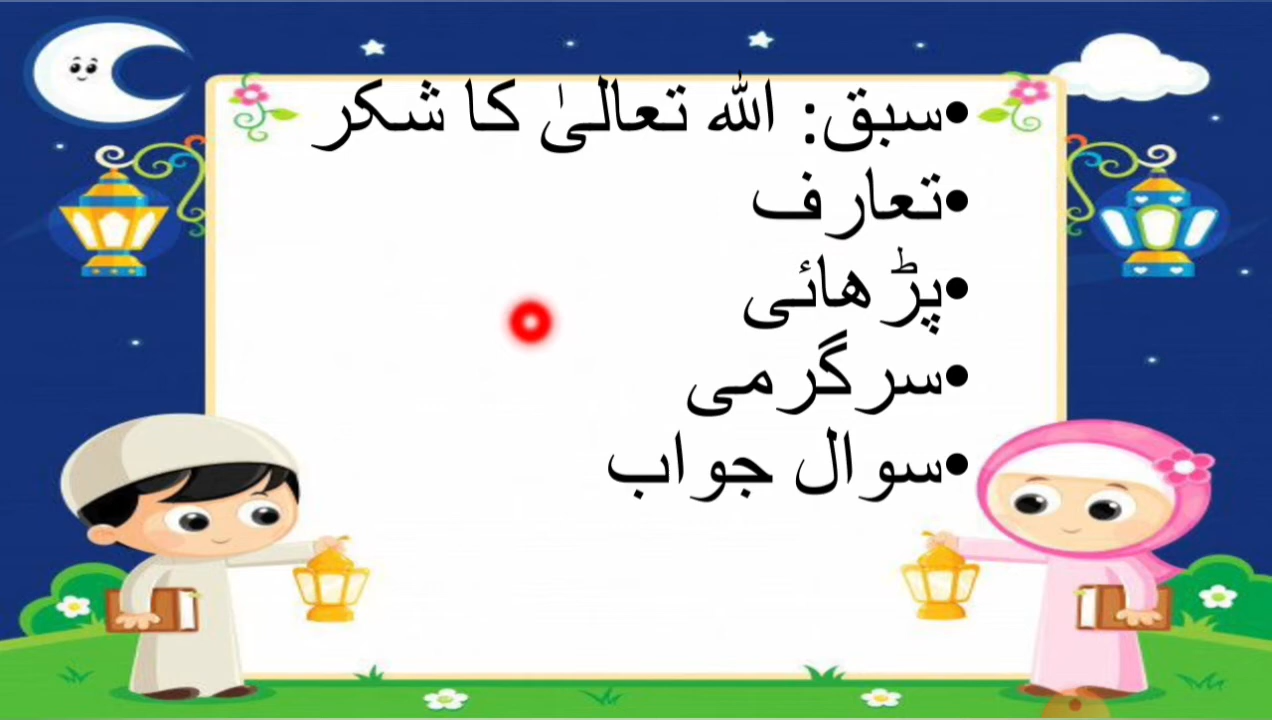 •سبق: اللہ تعالیٰ کا شکر
•تعارف
•پڑھائی
•سرگرمی
•سوال جواب